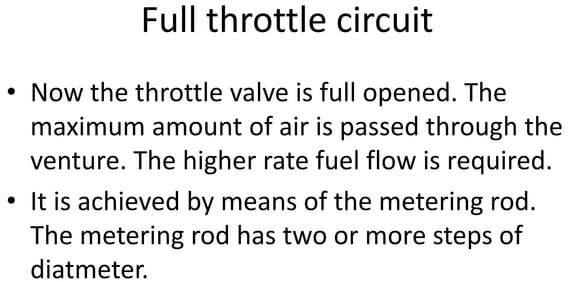 Full throttle circuit
• Now the throttle valve is full opened. The
maximum amount of air is passed through the
venture. The higher rate fuel flow is required.
• It is achieved by means of the metering rod.
The metering rod has two or more steps of
diatmeter.